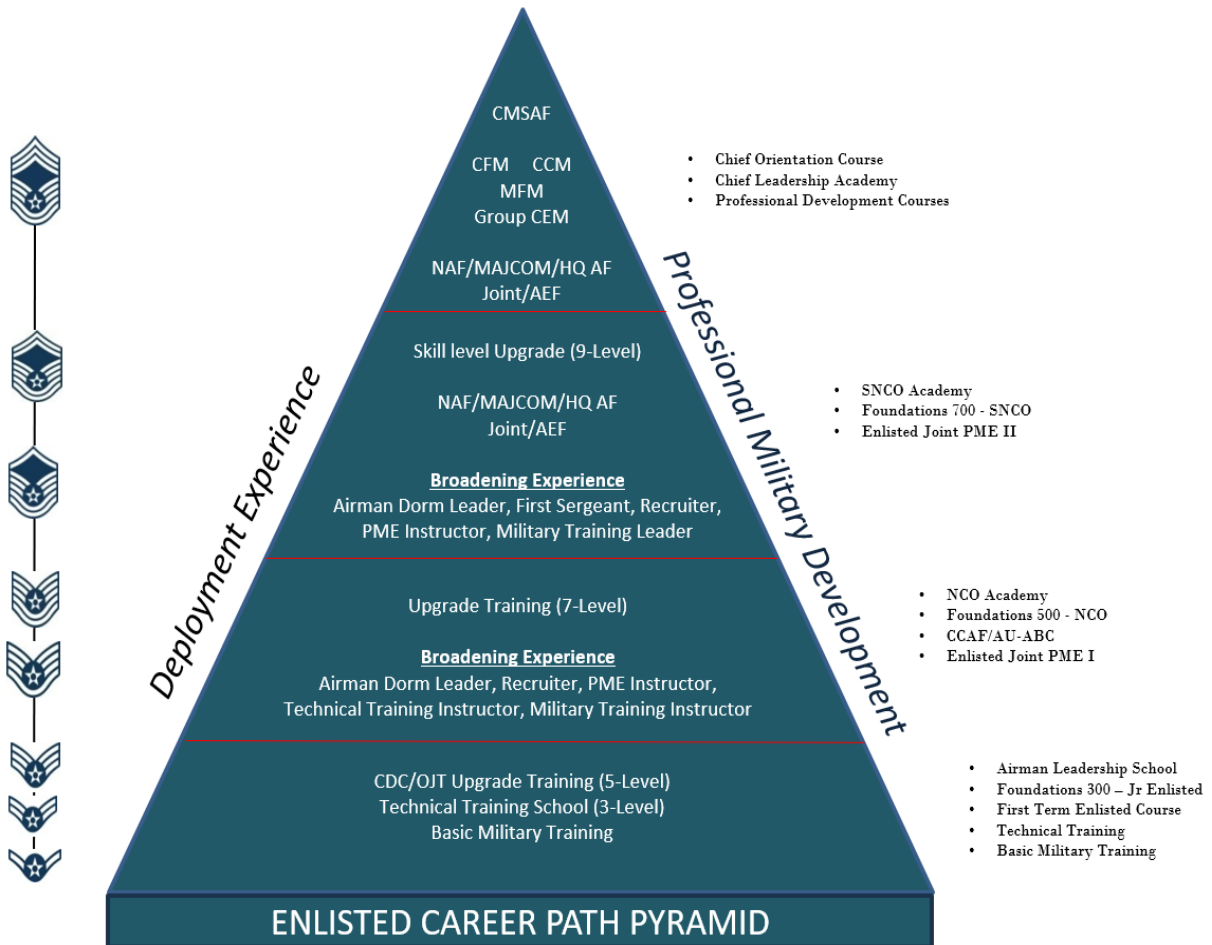 CMSAF
CFM CCM
MFM
Group CEM
NAF/MAJCOM/HQ AF
Joint/AEF
• Chief Orientation Course
• Chief Leadership Academy
• Professional Development Courses
Deployment Experience
Professional Military Development
Skill level Upgrade (9-Level)
NAF/MAJCOM/HQ AF
Joint/AEF
Broadening Experience
Airman Dorm Leader, First Sergeant, Recruiter,
PME Instructor, Military Training Leader
• SNCO Academy
• Foundations 700 - SNCO
• Enlisted Joint PME II
Upgrade Training (7-Level)
Broadening Experience
Airman Dorm Leader, Recruiter, PME Instructor,
Technical Training Instructor, Military Training Instructor
• NCO Academy
• Foundations 500 - NCO
• CCAF/AU-ABC
• Enlisted Joint PME I
CDC/OJT Upgrade Training (5-Level)
Technical Training School (3-Level)
Basic Military Training
• Airman Leadership School
• Foundations 300 – Jr Enlisted
• First Term Enlisted Course
• Technical Training
• Basic Military Training
ENLISTED CAREER PATH PYRAMID